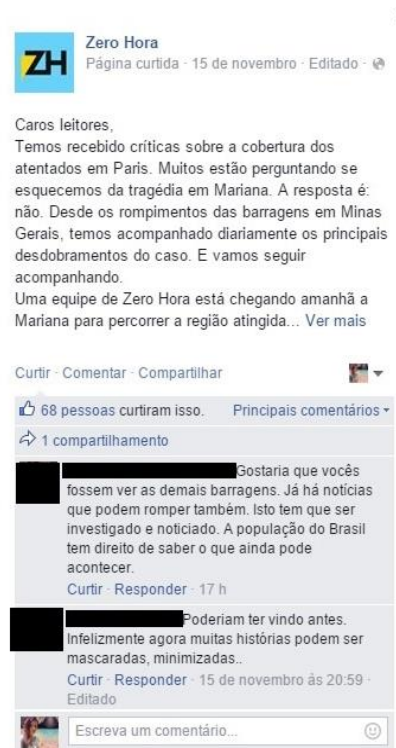 ZH
Zero Hora
Página curtida · 15 de novembro · Editado ·
Caros leitores,
Temos recebido críticas sobre a cobertura dos
atentados em Paris. Muitos estão perguntando se
esquecemos da tragédia em Mariana. A resposta é:
não. Desde os rompimentos das barragens em Minas
Gerais, temos acompanhado diariamente os principais
desdobramentos do caso. E vamos seguir
acompanhando.
Uma equipe de Zero Hora está chegando amanhã a
Mariana para percorrer a região atingida... Ver mais
Curtir · Comentar · Compartilhar
68 pessoas curtiram isso. Principais comentários
1 compartilhamento
Gostaria que vocês
fossem ver as demais barragens. Já há notícias
que podem romper também. Isto tem que ser
investigado e noticiado. A população do Brasil
tem direito de saber o que ainda pode
acontecer.
Curtir · Responder · 17 h
Poderiam ter vindo antes.
Infelizmente agora muitas histórias podem ser
mascaradas, minimizadas..
Curtir · Responder · 15 de novembro às 20:59 ·
Editado
Escreva um comentário...